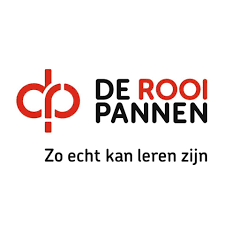 DE ROOI
PANNEN
Zo echt kan leren zijn